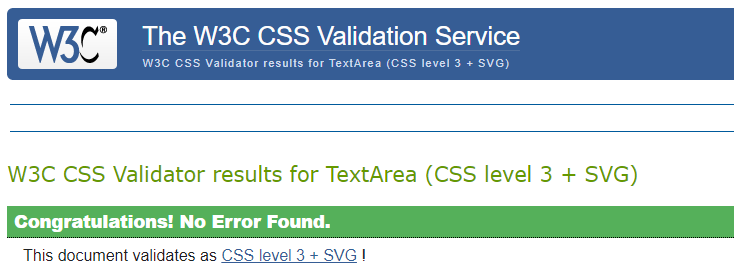 W3C®
The W3C CSS Validation Service
W3C CSS Validator results for TextArea (CSS level 3 + SVG)
W3C CSS Validator results for TextArea (CSS level 3 + SVG)
Congratulations! No Error Found.
This document validates as CSS level 3 + SVG !